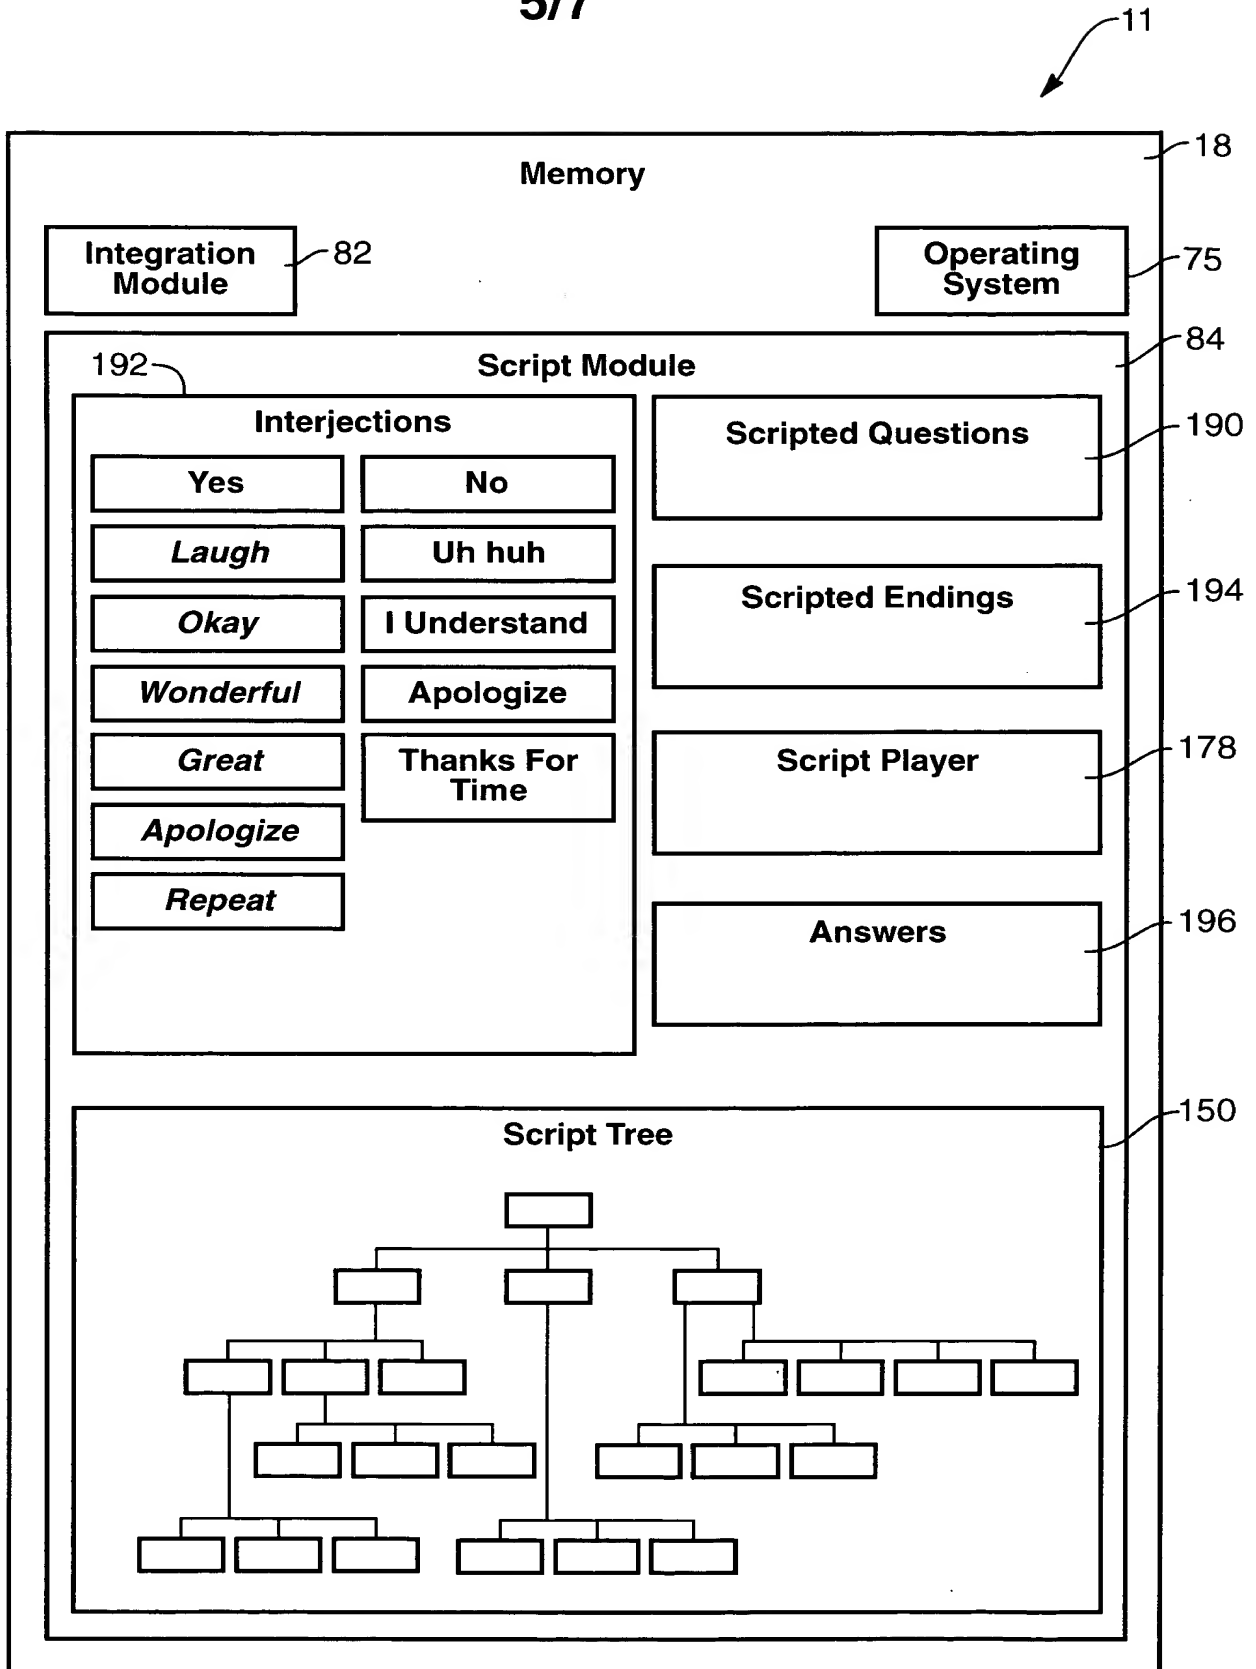 5/7
11
18
Memory
Integration
Module
82
Operating
System
75
84
Script Module
192
Interjections
Yes
No
Laugh
Uh huh
Okay
I Understand
Wonderful
Apologize
Great
Thanks For
Time
Apologize
Repeat
Scripted Questions
190
Scripted Endings
194
Script Player
178
Answers
196
Script Tree
150